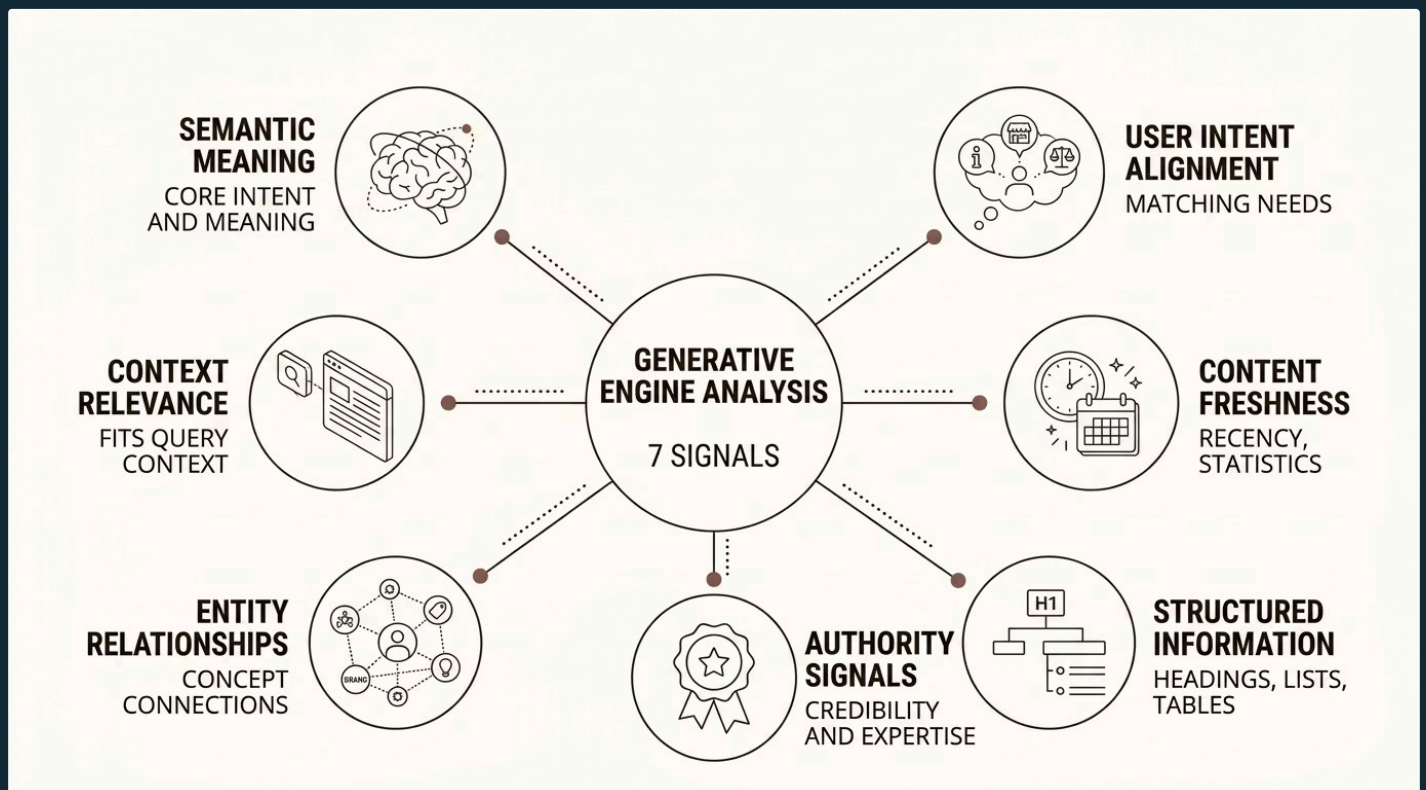 SEMANTIC
MEANING
CORE INTENT
AND MEANING
USER INTENT
ALIGNMENT
MATCHING NEEDS
GENERATIVE
ENGINE ANALYSIS
7 SIGNALS
CONTEXT
RELEVANCE
FITS QUERY
CONTEXT
CONTENT
FRESHNESS
RECENCY,
STATISTICS
ENTITY
RELATIONSHIPS
CONCEPT
CONNECTIONS
BRANC
AUTHORITY
SIGNALS
CREDIBILITY
AND EXPERTISE
H1
STRUCTURED
INFORMATION
HEADINGS, LISTS,
TABLES
i